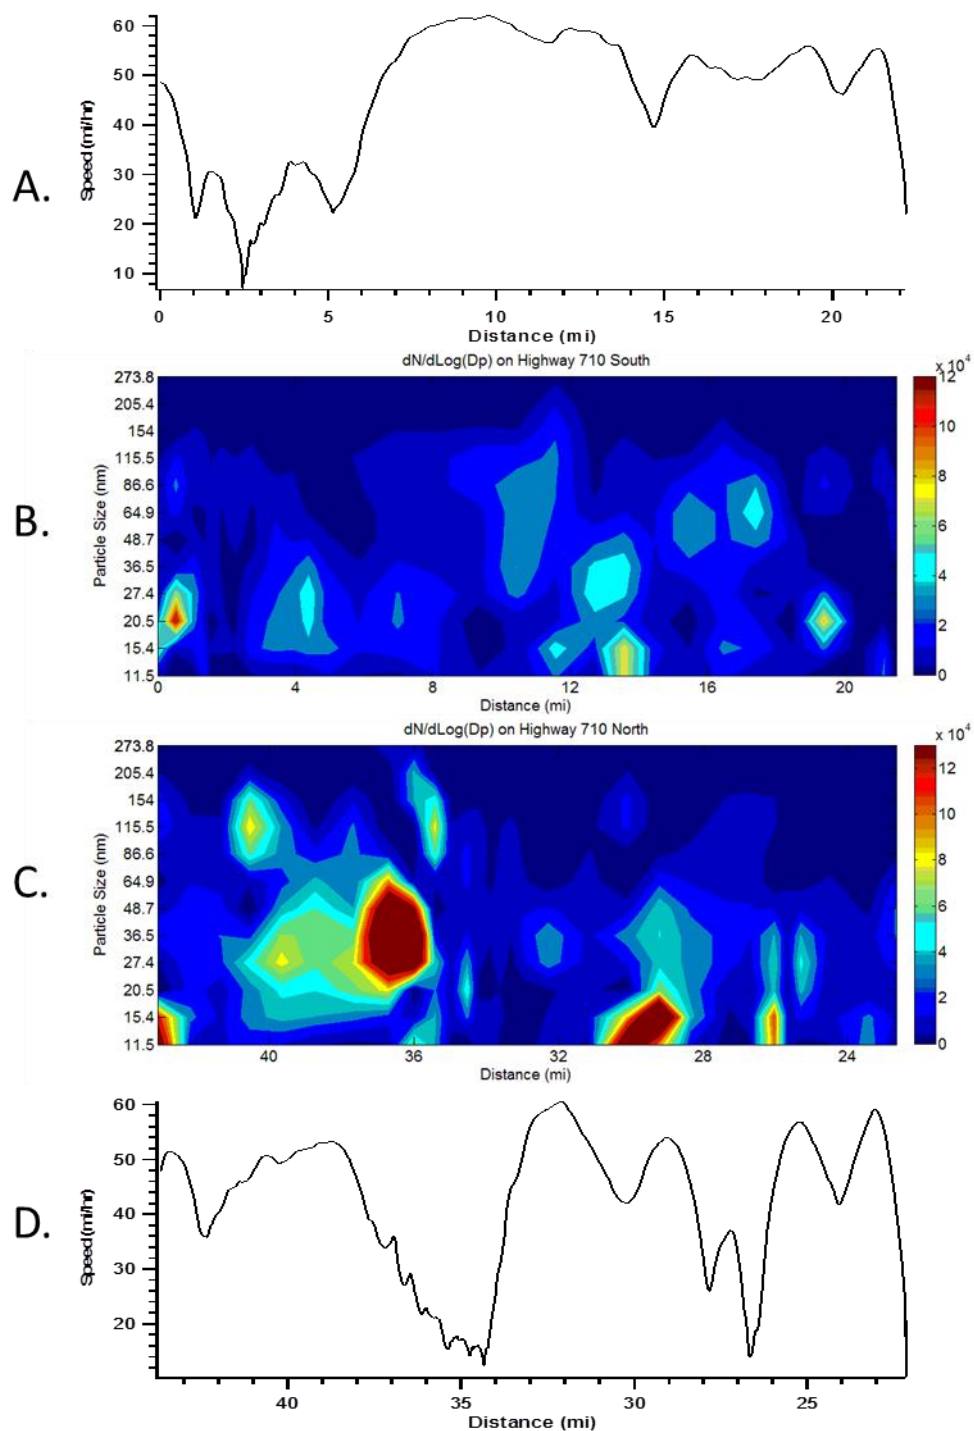 A.
Speed (mi/hr)
60
50
40
30
20
10
0 5 10 15 20
Distance (mi)
B.
dN/dLog(Dp) on Highway 710 South
Particle Size (nm)
273.8
205.4
154
115.5
86.6
64.9
48.7
36.5
27.4
20.5
15.4
11.5
0 4 8 12 16 20
Distance (mi)
x 10⁴
12
10
8
6
4
2
0
C.
dN/dLog(Dp) on Highway 710 North
Particle Size (nm)
273.8
205.4
154
115.5
86.6
64.9
48.7
36.5
27.4
20.5
15.4
11.5
40 36 32 28 24
Distance (mi)
x 10⁴
12
10
8
6
4
2
0
D.
Speed (mi/hr)
60
50
40
30
20
40 35 30 25
Distance (mi)